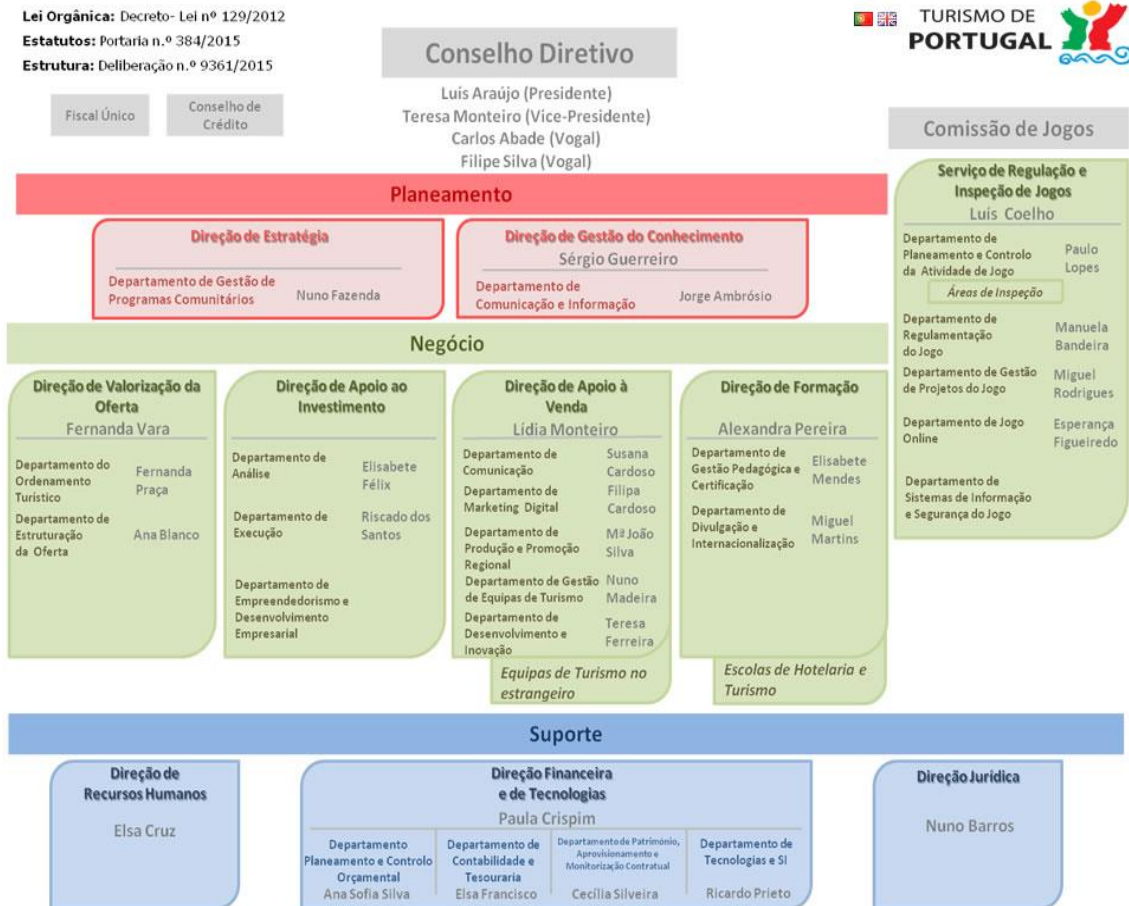 Lei Orgânica: Decreto- Lei nº 129/2012
Estatutos: Portaria n.º 384/2015
Estrutura: Deliberação n.º 9361/2015
TURISMO DE
PORTUGAL
Conselho Diretivo
Luís Araújo (Presidente)
Teresa Monteiro (Vice-Presidente)
Carlos Abade (Vogal)
Filipe Silva (Vogal)
Fiscal Único
Conselho de
Crédito
Comissão de Jogos
Serviço de Regulação e
Inspeção de Jogos
Luís Coelho
Departamento de
Planeamento e Controlo
da Atividade de Jogo
Paulo
Lopes
Áreas de Inspeção
Departamento de
Regulamentação
do Jogo
Manuela
Bandeira
Departamento de Gestão
de Projetos do Jogo
Miguel
Rodrigues
Departamento de Jogo
Online
Esperança
Figueiredo
Departamento de
Sistemas de Informação
e Segurança do Jogo
Planeamento
Direção de Estratégia
Departamento de Gestão de
Programas Comunitários
Nuno Fazenda
Direção de Gestão do Conhecimento
Sérgio Guerreiro
Departamento de
Comunicação e Informação
Jorge Ambrósio
Negócio
Direção de Valorização da
Oferta
Fernanda Vara
Departamento do
Ordenamento
Turístico
Fernanda
Praça
Departamento de
Estruturação
da Oferta
Ana Blanco
Direção de Apoio ao
Investimento
Departamento de
Análise
Elisabete
Félix
Departamento de
Execução
Riscado dos
Santos
Departamento de
Empreendedorismo e
Desenvolvimento
Empresarial
Direção de Apoio à
Venda
Lídia Monteiro
Departamento de
Comunicação
Susana
Cardoso
Departamento de
Marketing Digital
Filipa
Cardoso
Departamento de
Produção e Promoção
Regional
Mª João
Silva
Departamento de Gestão
de Equipas de Turismo
Nuno
Madeira
Departamento de
Desenvolvimento e
Inovação
Teresa
Ferreira
Equipas de Turismo no
estrangeiro
Direção de Formação
Alexandra Pereira
Departamento de
Gestão Pedagógica e
Certificação
Elisabete
Mendes
Departamento de
Divulgação e
Internacionalização
Miguel
Martins
Escolas de Hotelaria e
Turismo
Suporte
Direção de
Recursos Humanos
Elsa Cruz
Direção Financeira
e de Tecnologias
Paula Crispim
Departamento
Planeamento e Controlo
Orçamental
Ana Sofia Silva
Departamento de
Contabilidade e
Tesouraria
Elsa Francisco
Departamento de Património,
Aprovisionamento e
Monitorização Contratual
Cecília Silveira
Departamento de
Tecnologias e SI
Ricardo Prieto
Direção Jurídica
Nuno Barros